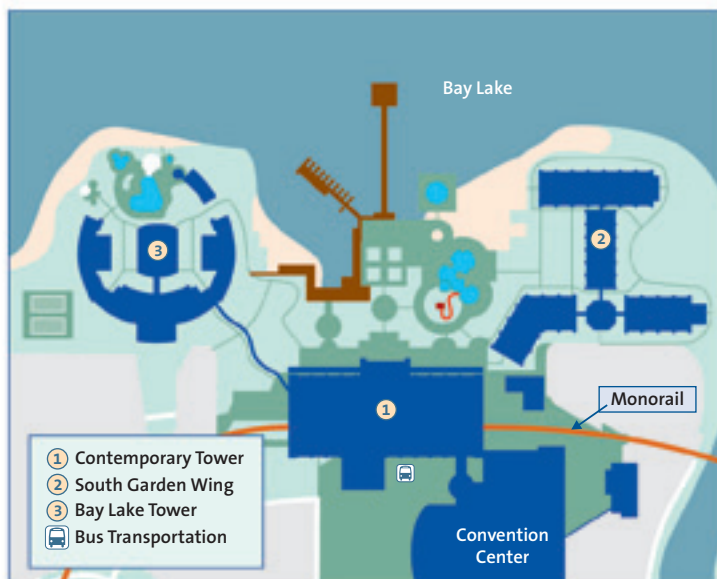 Bay Lake
3
2
1
Monorail
1 Contemporary Tower
2 South Garden Wing
3 Bay Lake Tower
Bus Transportation
Convention
Center